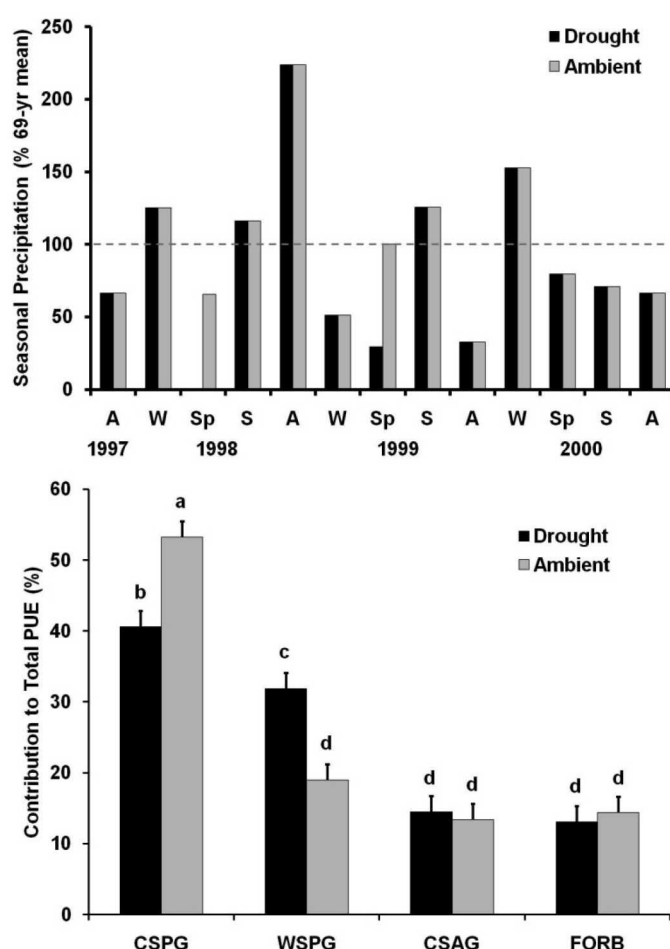 250
200
150
100
50
0
Seasonal Precipitation (% 69-yr mean)
Drought
Ambient
A W Sp S A W Sp S A W Sp S A
1997 1998 1999 2000
60
50
40
30
20
10
0
Contribution to Total PUE (%)
Drought
Ambient
b a c d d d d d
CSPG WSPG CSAG FORB